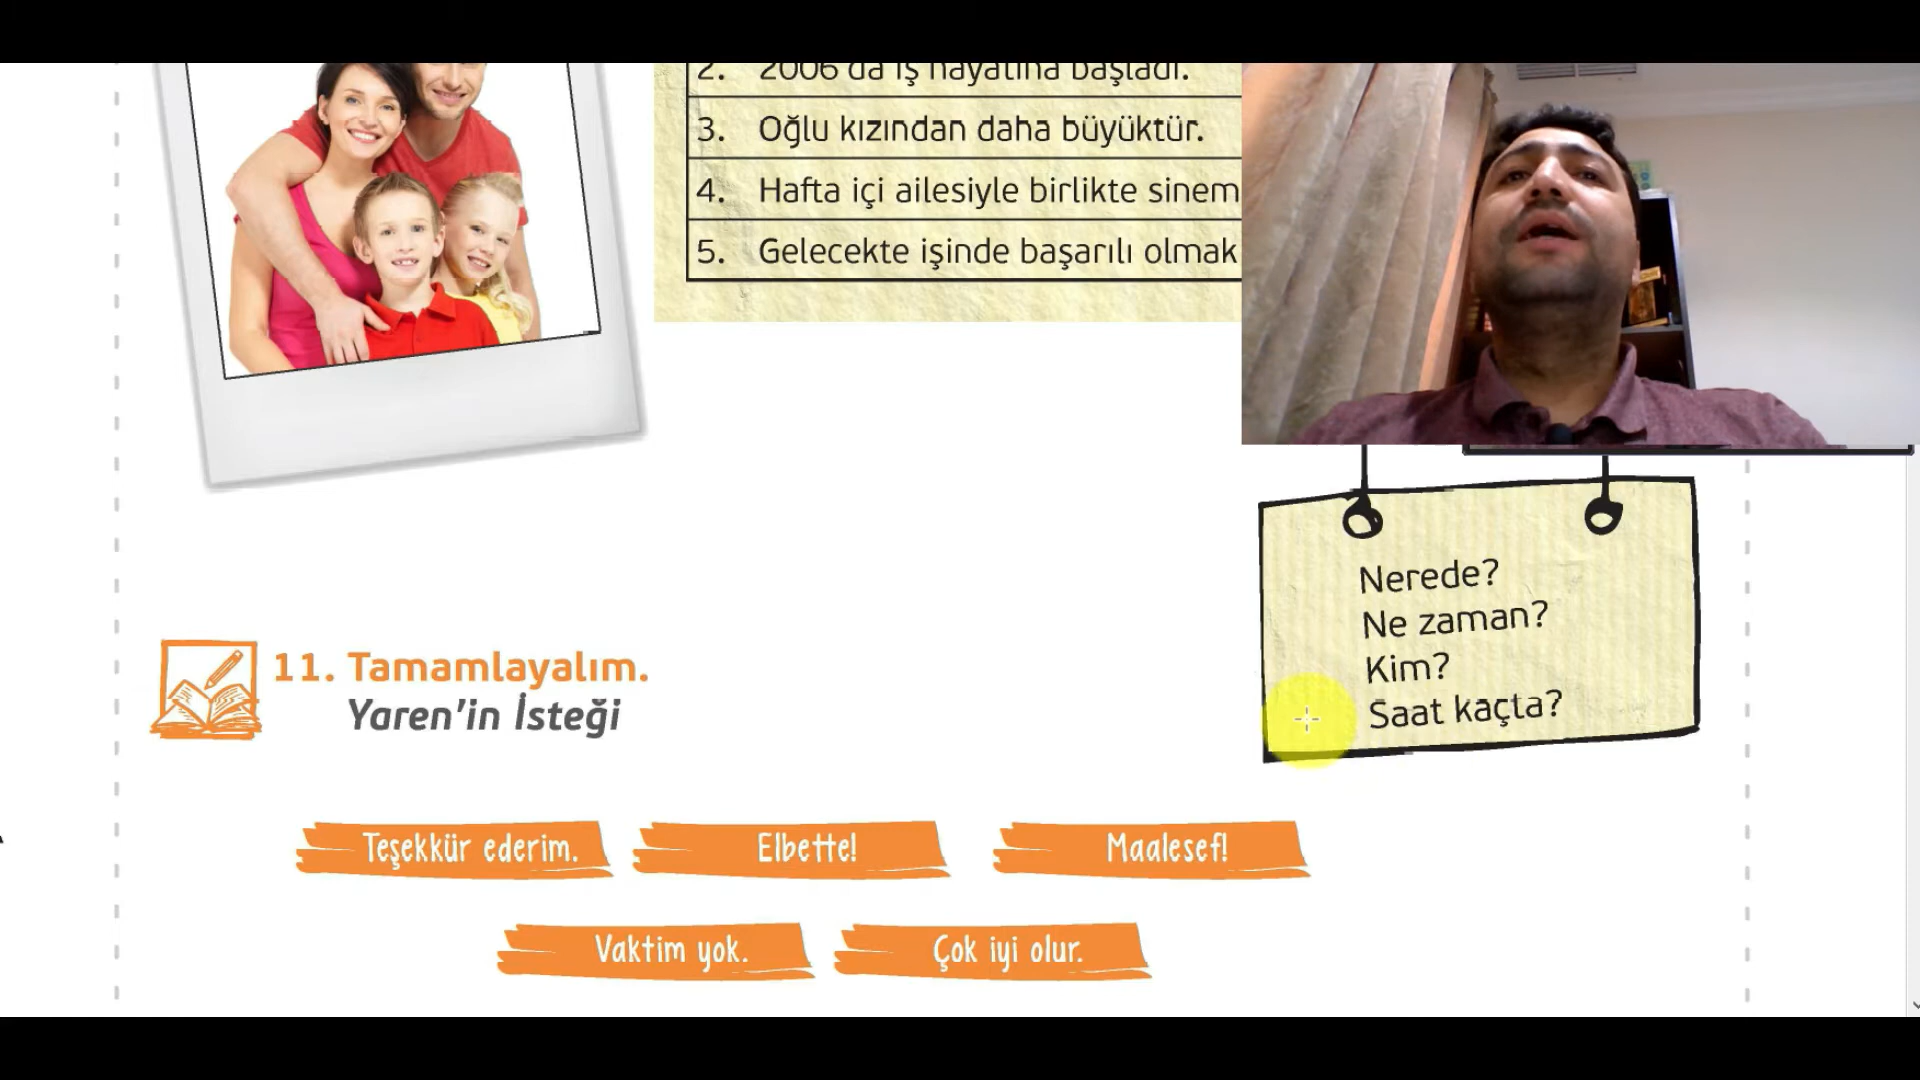 2. 2006'da iş hayatına başladı.
3. Oğlu kızından daha büyüktür.
4. Hafta içi ailesiyle birlikte
5. Gelecekte işinde başarılı olmak
Nerede?
Ne zaman?
Kim?
Saat kaçta?
11. Tamamlayalım.
Yaren'in İsteği
Teşekkür ederim.
Elbette!
Maalesef!
Vaktim yok.
Çok iyi olur.